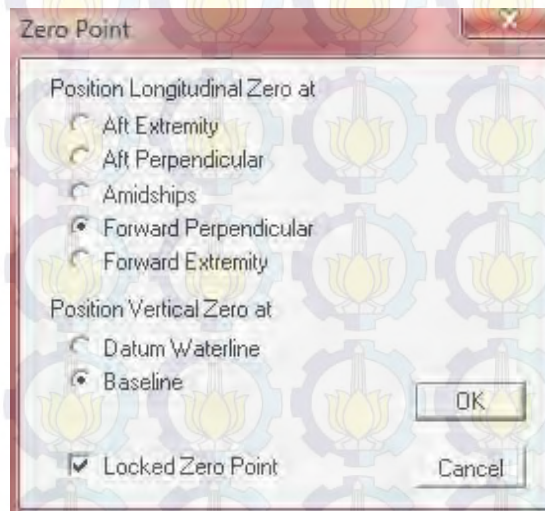 Zero Point
Position Longitudinal Zero at
Aft Extremity
Aft Perpendicular
Amidships
Forward Perpendicular
Forward Extremity
Position Vertical Zero at
Datum Waterline
Baseline
OK
Locked Zero Point
Cancel